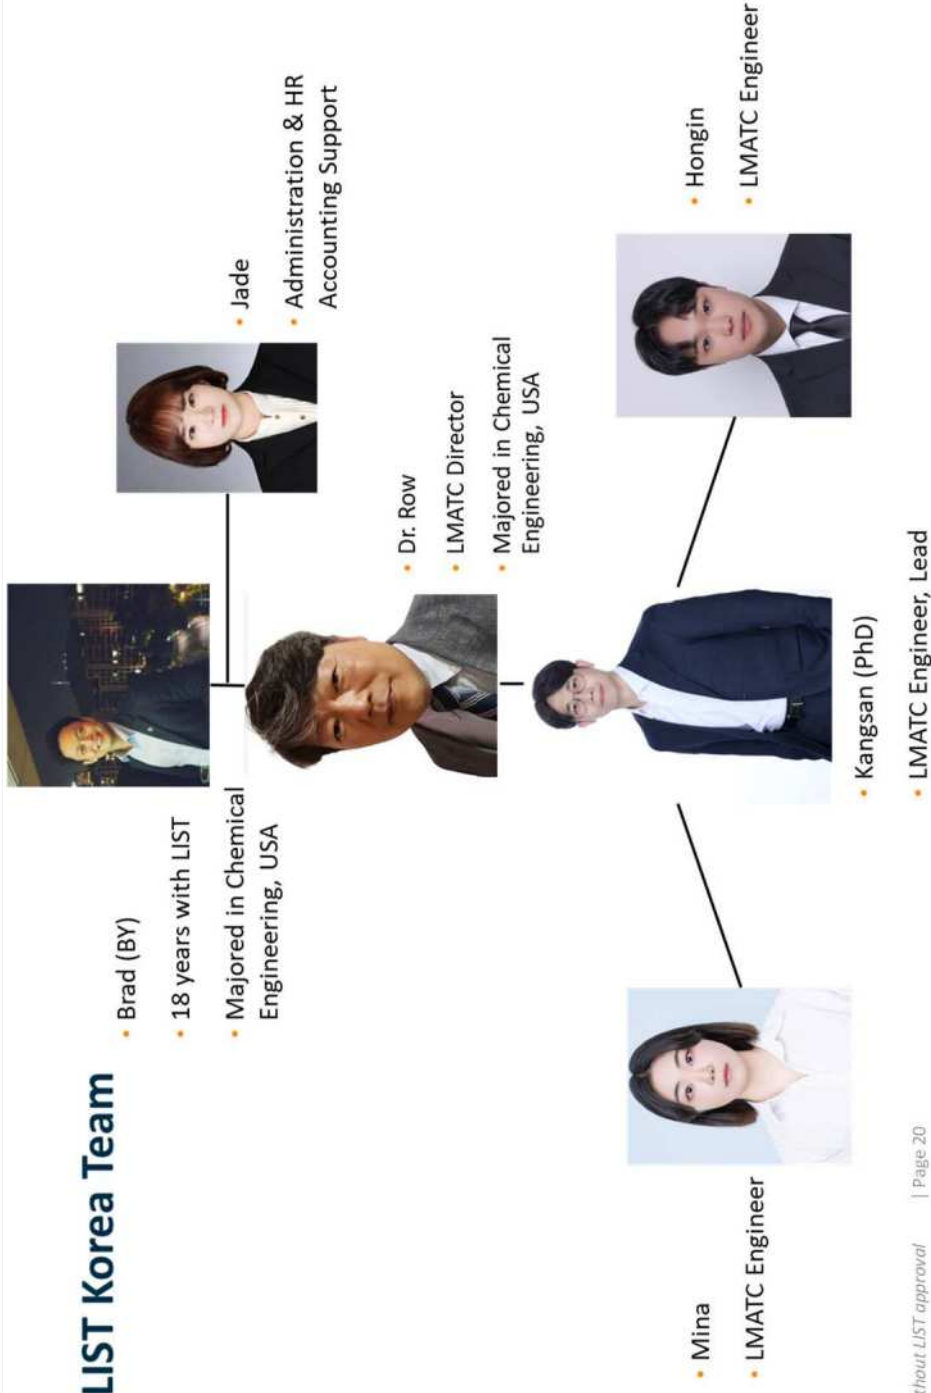 LIST Korea Team
• Brad (BY)
• 18 years with LIST
• Majored in Chemical
Engineering, USA
• Jade
• Administration & HR
Accounting Support
• Dr. Row
• LMATC Director
• Majored in Chemical
Engineering, USA
• Mina
• LMATC Engineer
• Kangsan (PhD)
• LMATC Engineer, Lead
• Hongin
• LMATC Engineer
thout LIST approval | Page 20